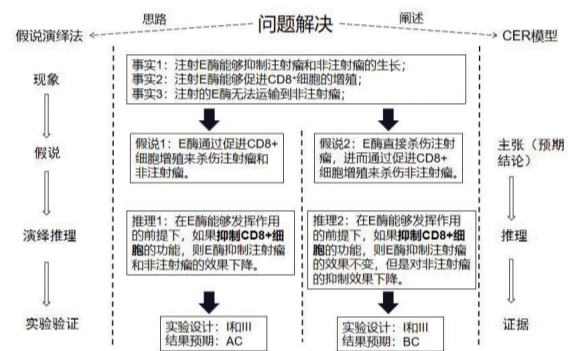 思路
问题解决
阐述
假说演绎法
CER模型
现象
事实1：注射E酶能够抑制注射瘤和非注射瘤的生长；
事实2：注射E酶能够促进CD8⁺细胞的增殖；
事实3：注射的E酶无法运输到非注射瘤；
假说
假说1：E酶通过促进CD8+
细胞增殖来杀伤注射瘤和
非注射瘤。
假说2：E酶直接杀伤注射
瘤，进而通过促进CD8+
细胞增殖来杀伤非注射瘤。
主张（预期
结论）
演绎推理
推理1：在E酶能够发挥作用
的前提下，如果抑制CD8+细
胞的功能，则E酶抑制注射瘤
和非注射瘤的效果下降。
推理2：在E酶能够发挥作用
的前提下，如果抑制CD8+细
胞的功能，则E酶抑制注射瘤
的效果不变，但是对非注射瘤
的抑制效果下降。
推理
实验验证
实验设计：I和III
结果预期：AC
实验设计：I和III
结果预期：BC
证据